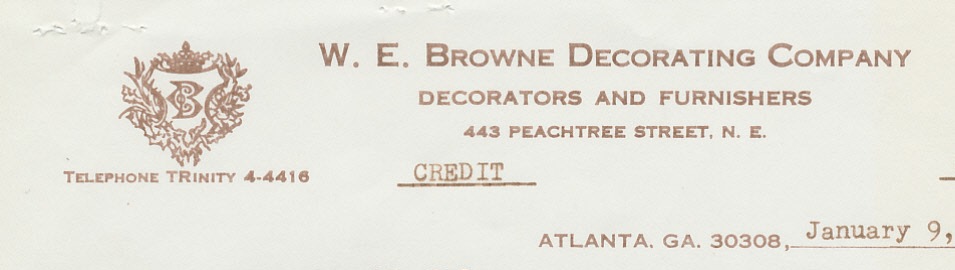 W. E. BROWNE DECORATING COMPANY
DECORATORS AND FURNISHERS
443 PEACHTREE STREET, N. E.
TELEPHONE TRINITY 4-4416
CREDIT
ATLANTA. GA. 30308, January 9,